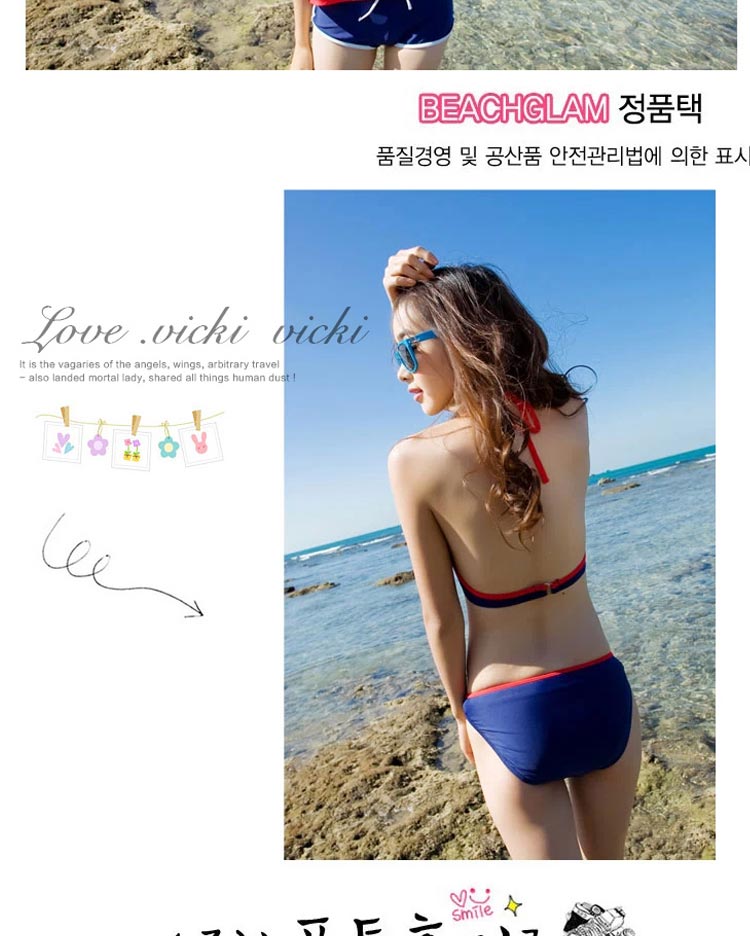 BEACHGLAM 정품택
품질경영 및 공산품 안전관리법에 의한 표시
Love .vicki vicki
It is the vagaries of the angels, wings, arbitrary travel
– also landed mortal lady, shared all things human dust !
smile